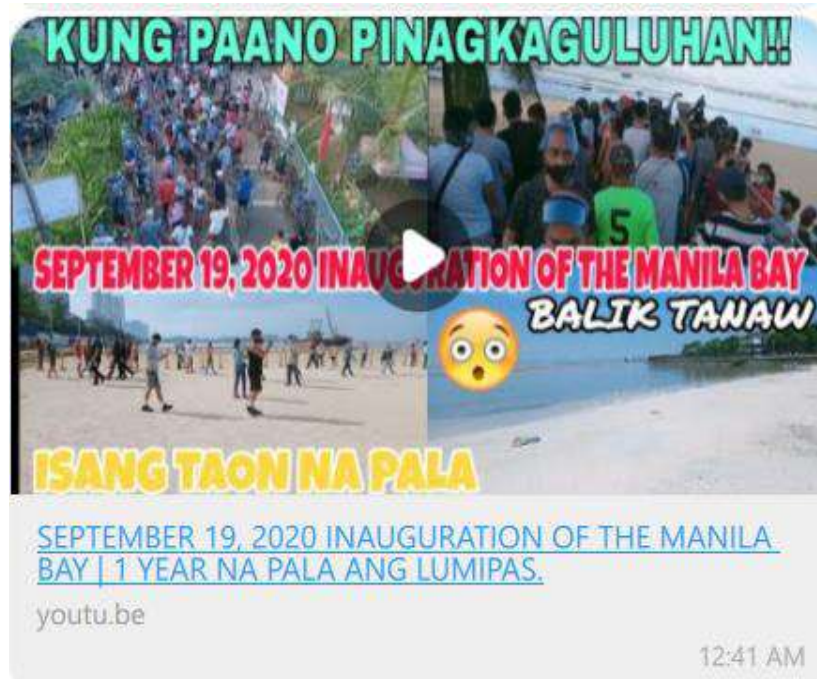 KUNG PAANO PINAGKAGULUHAN!!
5
SEPTEMBER 19, 2020 INAUGURATION OF THE MANILA BAY
BALIK TANAW
ISANG TAON NA PALA
SEPTEMBER 19, 2020 INAUGURATION OF THE MANILA
BAY | 1 YEAR NA PALA ANG LUMIPAS.
youtu.be
12:41 AM